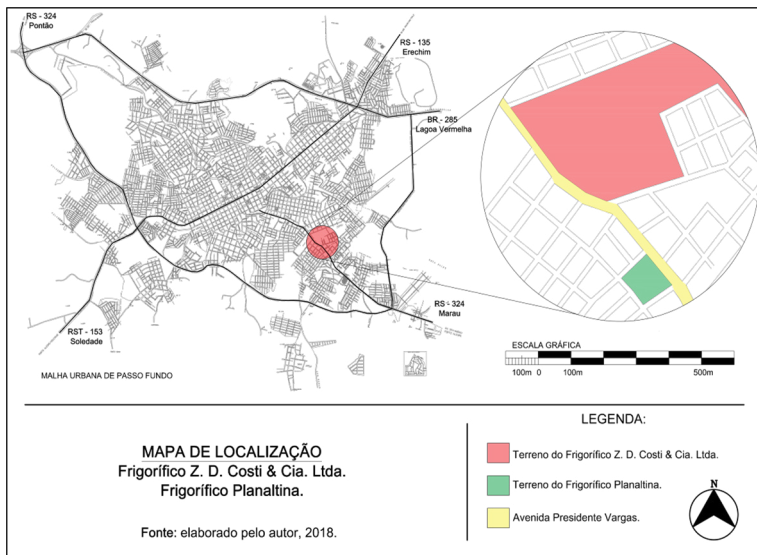 RS - 324
Pontão
RS - 135
Erechim
BR - 285
Lagoa Vermelha
RS - 324
Marau
RST - 153
Soledade
MALHA URBANA DE PASSO FUNDO
ESCALA GRÁFICA
100m 0 100m 500m
MAPA DE LOCALIZAÇÃO
Frigorífico Z. D. Costi & Cia. Ltda.
Frigorífico Planaltina.
Fonte: elaborado pelo autor, 2018.
LEGENDA:
Terreno do Frigorífico Z. D. Costi & Cia. Ltda.
Terreno do Frigorífico Planaltina.
Avenida Presidente Vargas.
N